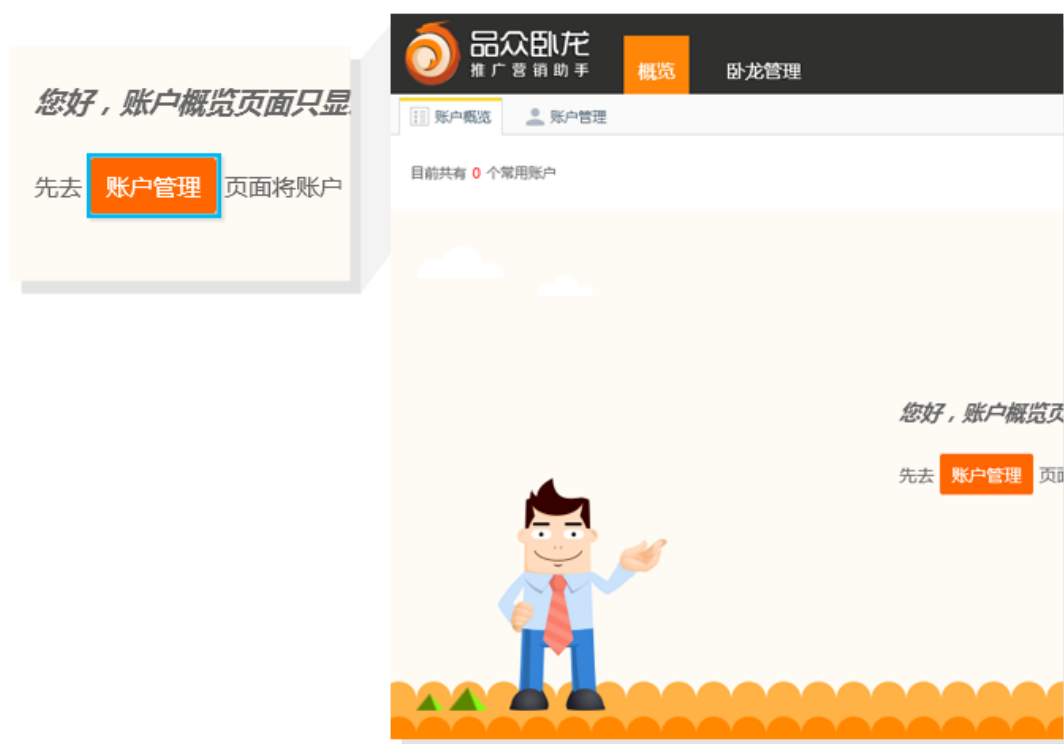 您好，账户概览页面只显
先去 账户管理 页面将账户
品众卧龙
推广营销助手
概览
卧龙管理
账户概览
账户管理
目前共有 0 个常用账户
您好，账户概览页
先去 账户管理 页面